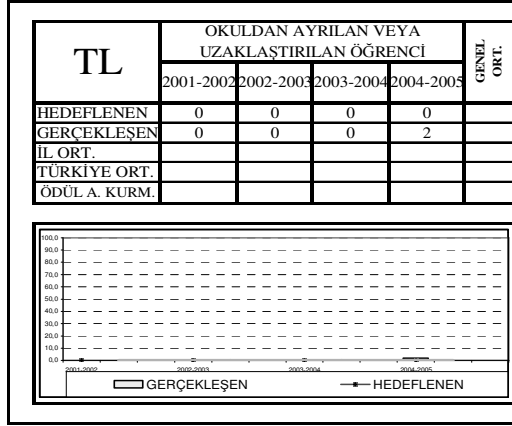 TL
OKULDAN AYRILAN VEYA
UZAKLAŞTIRILAN ÖĞRENCİ
GENEL
ORT.
2001-2002 2002-2003 2003-2004 2004-2005
HEDEFLENEN 0 0 0 0
GERÇEKLEŞEN 0 0 0 2
İL ORT.
TÜRKİYE ORT.
ÖDÜL A. KURM.
100,0
90,0
80,0
70,0
60,0
50,0
40,0
30,0
20,0
10,0
0,0
2001-2002 2002-2003 2003-2004 2004-2005
GERÇEKLEŞEN HEDEFLENEN